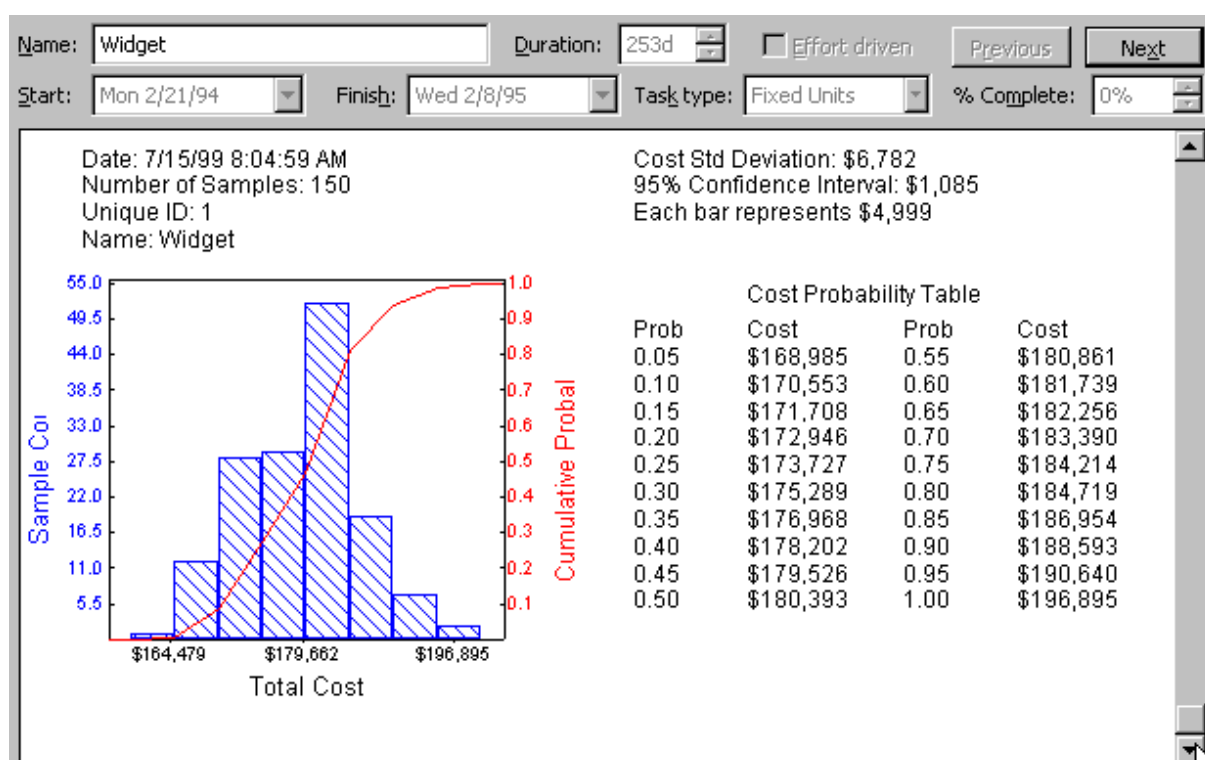 Name: Widget Duration: 253d Effort driven Previous Next
Start: Mon 2/21/94 Finish: Wed 2/8/95 Task type: Fixed Units % Complete: 0%
Date: 7/15/99 8:04:59 AM
Number of Samples: 150
Unique ID: 1
Name: Widget
Cost Std Deviation: $6,782
95% Confidence Interval: $1,085
Each bar represents $4,999
55.0
49.5
44.0
38.5
33.0
27.5
22.0
16.5
11.0
5.5
Sample Cou
1.0
0.9
0.8
0.7
0.6
0.5
0.4
0.3
0.2
0.1
Cumulative Probal
$164,479 $179,662 $196,895
Total Cost
Cost Probability Table
Prob Cost Prob Cost
0.05 $168,985 0.55 $180,861
0.10 $170,553 0.60 $181,739
0.15 $171,708 0.65 $182,256
0.20 $172,946 0.70 $183,390
0.25 $173,727 0.75 $184,214
0.30 $175,289 0.80 $184,719
0.35 $176,968 0.85 $186,954
0.40 $178,202 0.90 $188,593
0.45 $179,526 0.95 $190,640
0.50 $180,393 1.00 $196,895